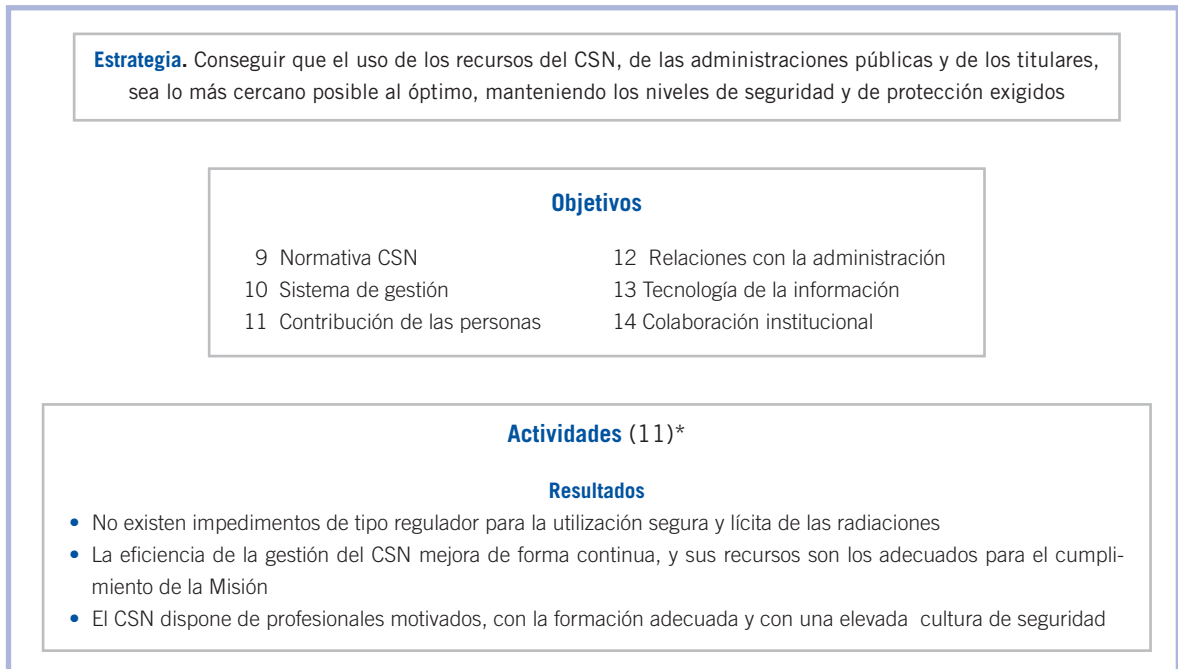 Estrategia. Conseguir que el uso de los recursos del CSN, de las administraciones públicas y de los titulares,
sea lo más cercano posible al óptimo, manteniendo los niveles de seguridad y de protección exigidos
Objetivos
9 Normativa CSN
10 Sistema de gestión
11 Contribución de las personas
12 Relaciones con la administración
13 Tecnología de la información
14 Colaboración institucional
Actividades (11)*
Resultados
• No existen impedimentos de tipo regulador para la utilización segura y lícita de las radiaciones
• La eficiencia de la gestión del CSN mejora de forma continua, y sus recursos son los adecuados para el cumpli-
miento de la Misión
• El CSN dispone de profesionales motivados, con la formación adecuada y con una elevada cultura de seguridad